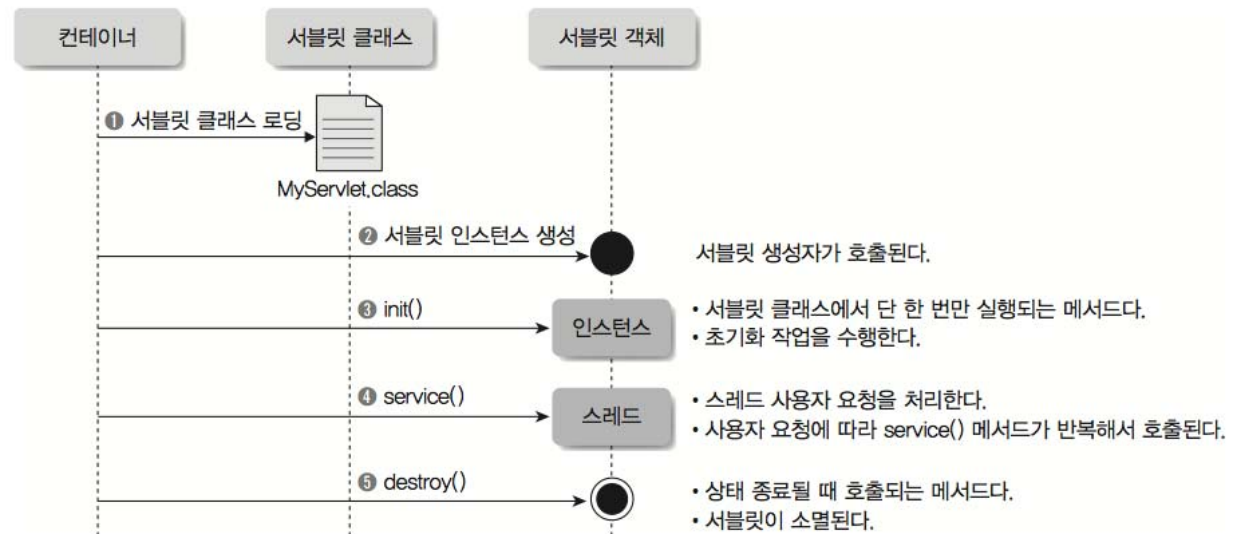 컨테이너
서블릿 클래스
서블릿 객체
❶ 서블릿 클래스 로딩
MyServlet.class
❷ 서블릿 인스턴스 생성
서블릿 생성자가 호출된다.
❸ init()
인스턴스
• 서블릿 클래스에서 단 한 번만 실행되는 메서드다.
• 초기화 작업을 수행한다.
❹ service()
스레드
• 스레드 사용자 요청을 처리한다.
• 사용자 요청에 따라 service() 메서드가 반복해서 호출된다.
❺ destroy()
• 상태 종료될 때 호출되는 메서드다.
• 서블릿이 소멸된다.